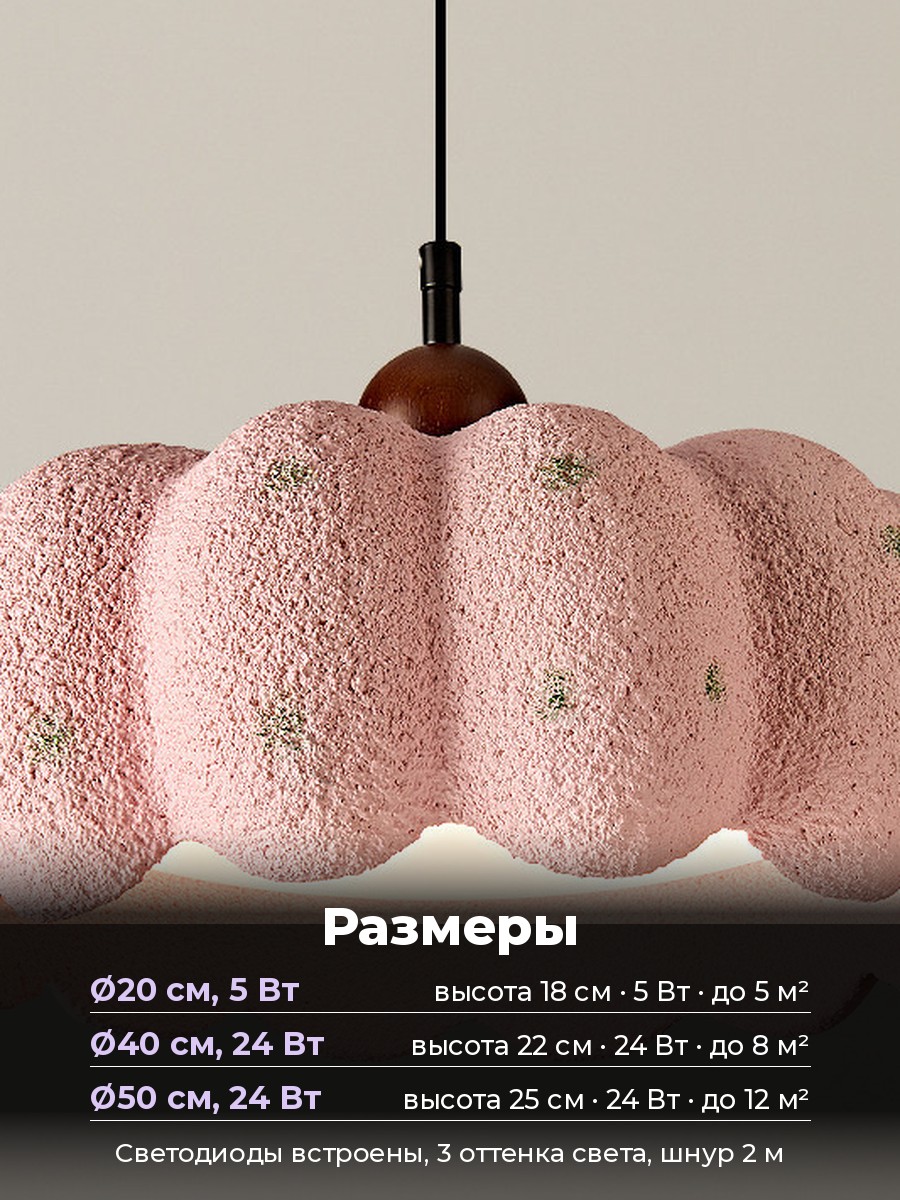 Размеры
Ø20 см, 5 Вт высота 18 см · 5 Вт · до 5 м²
Ø40 см, 24 Вт высота 22 см · 24 Вт · до 8 м²
Ø50 см, 24 Вт высота 25 см · 24 Вт · до 12 м²
Светодиоды встроены, 3 оттенка света, шнур 2 м